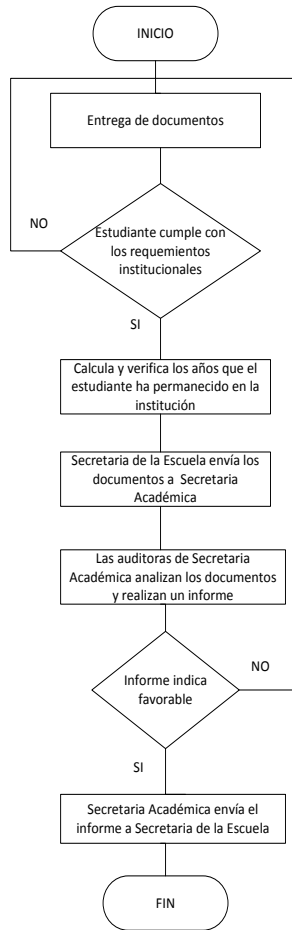 INICIO
Entrega de documentos
NO
Estudiante cumple con
los requemientos
institucionales
SI
Calcula y verifica los años que el
estudiante ha permanecido en la
institución
Secretaria de la Escuela envía los
documentos a Secretaria
Académica
Las auditoras de Secretaria
Académica analizan los documentos
y realizan un informe
Informe indica
favorable
NO
SI
Secretaria Académica envía el
informe a Secretaria de la Escuela
FIN